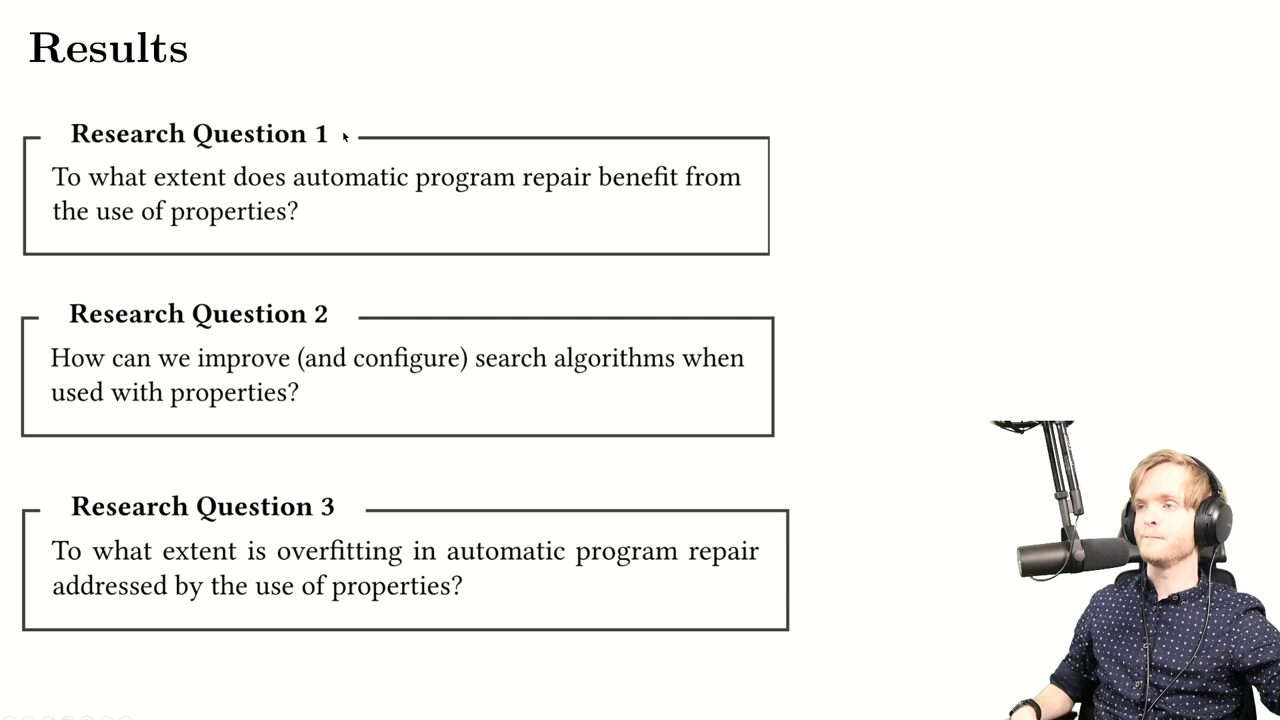 Results
Research Question 1
To what extent does automatic program repair benefit from
the use of properties?
Research Question 2
How can we improve (and configure) search algorithms when
used with properties?
Research Question 3
To what extent is overfitting in automatic program repair
addressed by the use of properties?